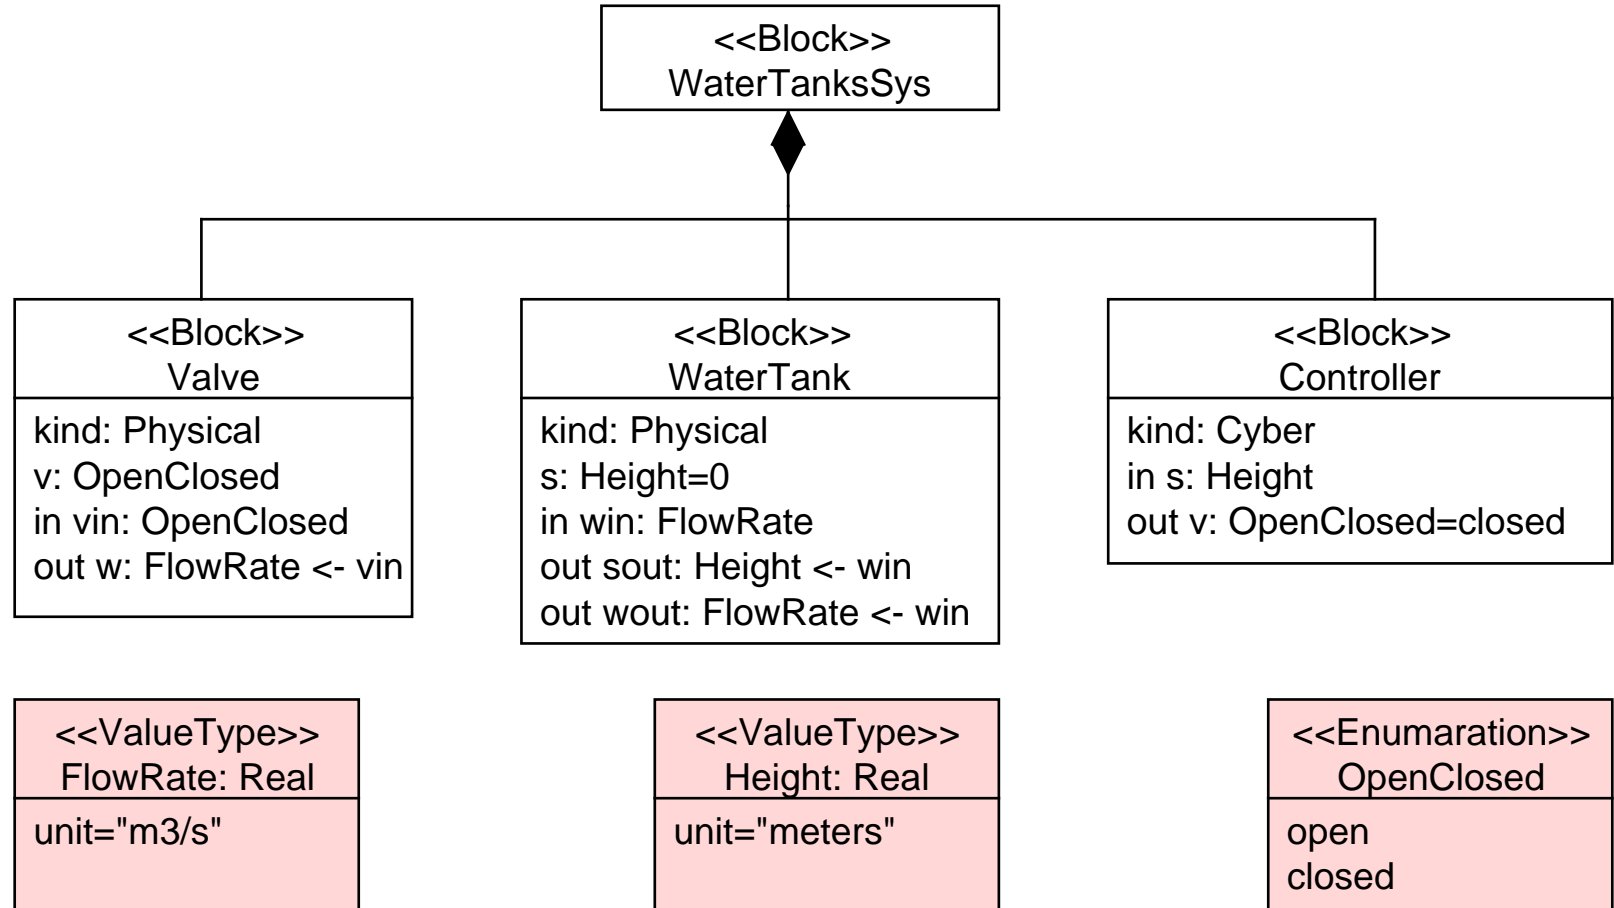 <<Block>>
WaterTanksSys
<<Block>>
Valve
kind: Physical
v: OpenClosed
in vin: OpenClosed
out w: FlowRate <- vin
<<Block>>
WaterTank
kind: Physical
s: Height=0
in win: FlowRate
out sout: Height <- win
out wout: FlowRate <- win
<<Block>>
Controller
kind: Cyber
in s: Height
out v: OpenClosed=closed
<<ValueType>>
FlowRate: Real
unit="m3/s"
<<ValueType>>
Height: Real
unit="meters"
<<Enumaration>>
OpenClosed
open
closed